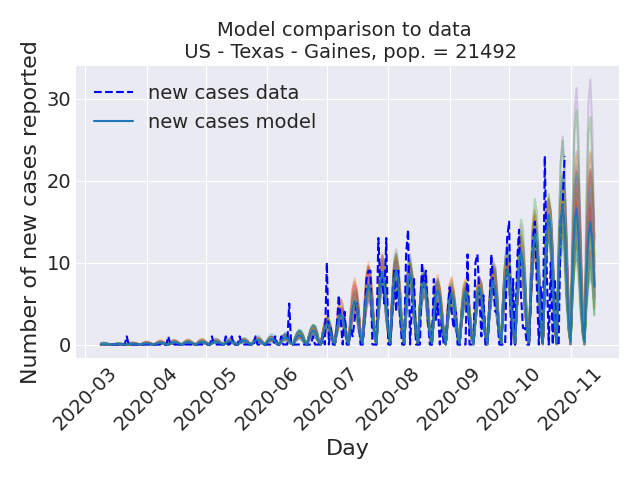 Model comparison to data
US - Texas - Gaines, pop. = 21492
Number of new cases reported
30
20
10
0
new cases data
new cases model
2020-03
2020-04
2020-05
2020-06
2020-07
2020-08
2020-09
2020-10
2020-11
Day